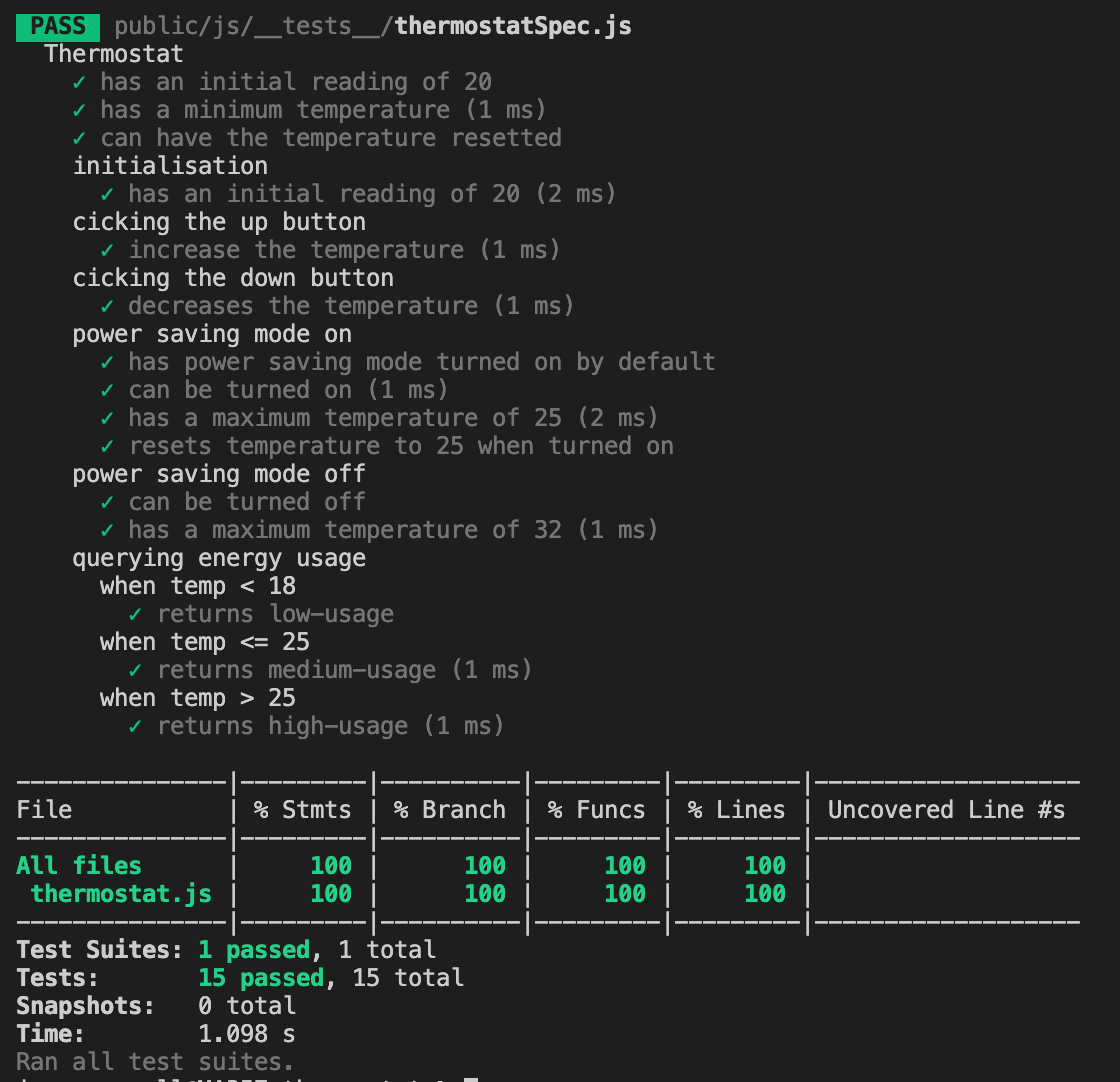 PASS public/js/__tests__/thermostatSpec.js
Thermostat
✓ has an initial reading of 20
✓ has a minimum temperature (1 ms)
✓ can have the temperature resetted
initialisation
✓ has an initial reading of 20 (2 ms)
cicking the up button
✓ increase the temperature (1 ms)
cicking the down button
✓ decreases the temperature (1 ms)
power saving mode on
✓ has power saving mode turned on by default
✓ can be turned on (1 ms)
✓ has a maximum temperature of 25 (2 ms)
✓ resets temperature to 25 when turned on
power saving mode off
✓ can be turned off
✓ has a maximum temperature of 32 (1 ms)
querying energy usage
when temp < 18
✓ returns low-usage
when temp <= 25
✓ returns medium-usage (1 ms)
when temp > 25
✓ returns high-usage (1 ms)
---------------|---------|----------|---------|---------|-------------------
File | % Stmts | % Branch | % Funcs | % Lines | Uncovered Line #s
---------------|---------|----------|---------|---------|-------------------
All files | 100 | 100 | 100 | 100 |
thermostat.js | 100 | 100 | 100 | 100 |
---------------|---------|----------|---------|---------|-------------------
Test Suites: 1 passed, 1 total
Tests: 15 passed, 15 total
Snapshots: 0 total
Time: 1.098 s
Ran all test suites.